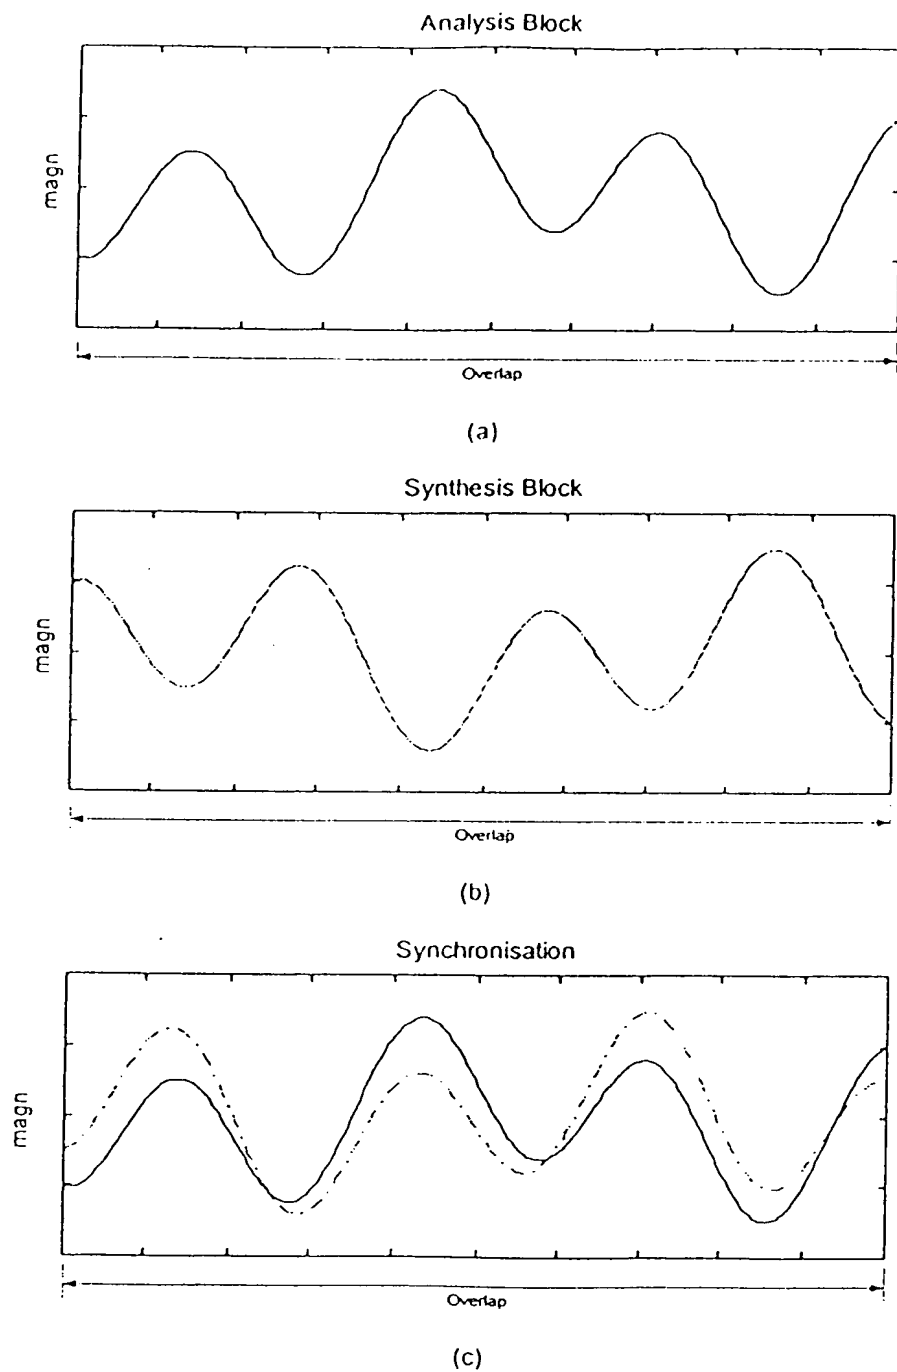 Analysis Block
magn
Overlap
(a)
Synthesis Block
magn
Overlap
(b)
Synchronisation
magn
Overlap
(c)